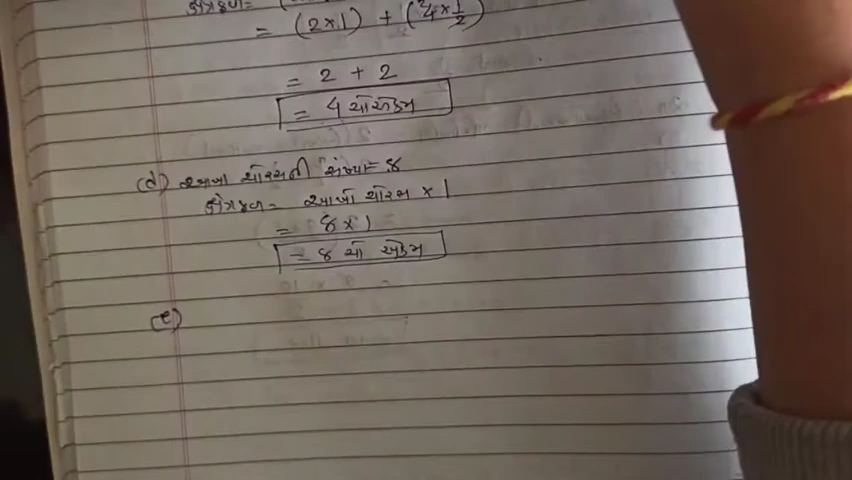 ક્ષેત્રફળ =
= (2×1) + (4×1/2)
= 2 + 2
= 4 ચોએકમ
(d) આખા ચોરસની સંખ્યા = 8
ક્ષેત્રફળ = આખા ચોરસ × 1
= 8×1
= 8 ચો એકમ
(e)